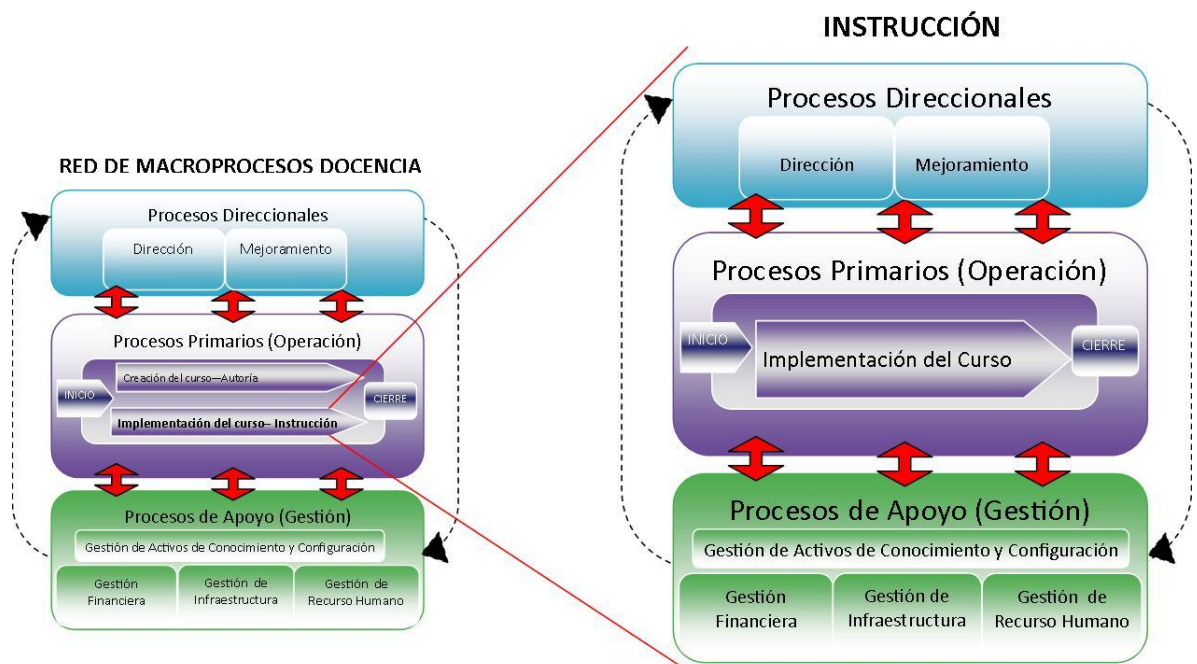 RED DE MACROPROCESOS DOCENCIA
Procesos Direccionales
Dirección
Mejoramiento
Procesos Primarios (Operación)
Creación del curso—Autoría
INICIO
CIERRE
Implementación del curso– Instrucción
Procesos de Apoyo (Gestión)
Gestión de Activos de Conocimiento y Configuración
Gestión
Financiera
Gestión de
Infraestructura
Gestión de
Recurso Humano
INSTRUCCIÓN
Procesos Direccionales
Dirección
Mejoramiento
Procesos Primarios (Operación)
INICIO
Implementación del Curso
CIERRE
Procesos de Apoyo (Gestión)
Gestión de Activos de Conocimiento y Configuración
Gestión
Financiera
Gestión de
Infraestructura
Gestión de
Recurso Humano